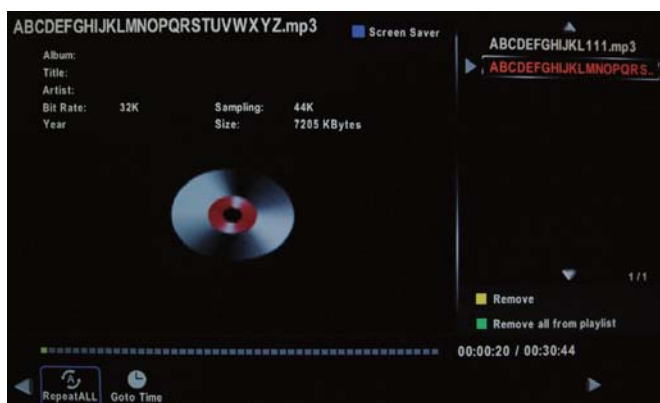 ABCDEFGHIJKLMNOPQRSTUVWXYZ.mp3
Screen Saver
Album:
Title:
Artist:
Bit Rate: 32K Sampling: 44K
Year Size: 7205 KBytes
ABCDEFGHIJKL111.mp3
ABCDEFGHIJKLMNOPQRS..
1/1
Remove
Remove all from playlist
00:00:20 / 00:30:44
A
RepeatALL Goto Time